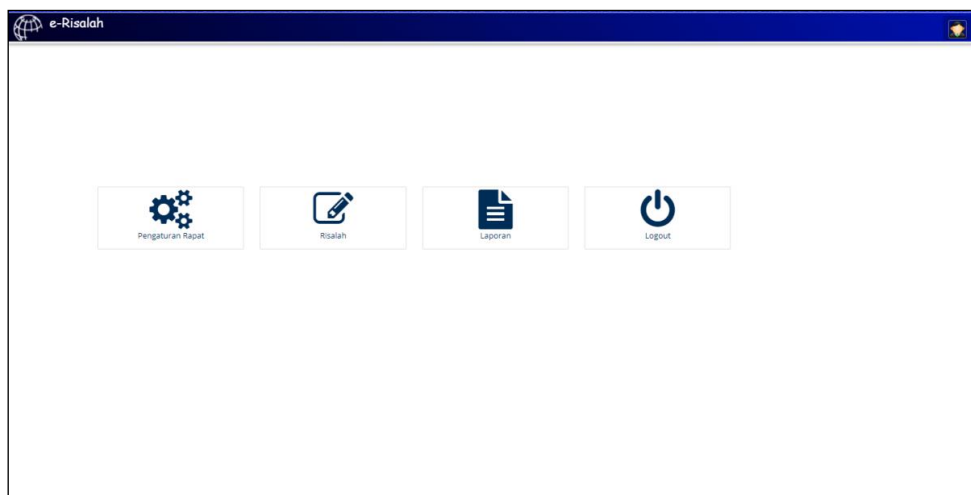 e-Risalah
Pengaturan Rapat
Risalah
Laporan
Logout